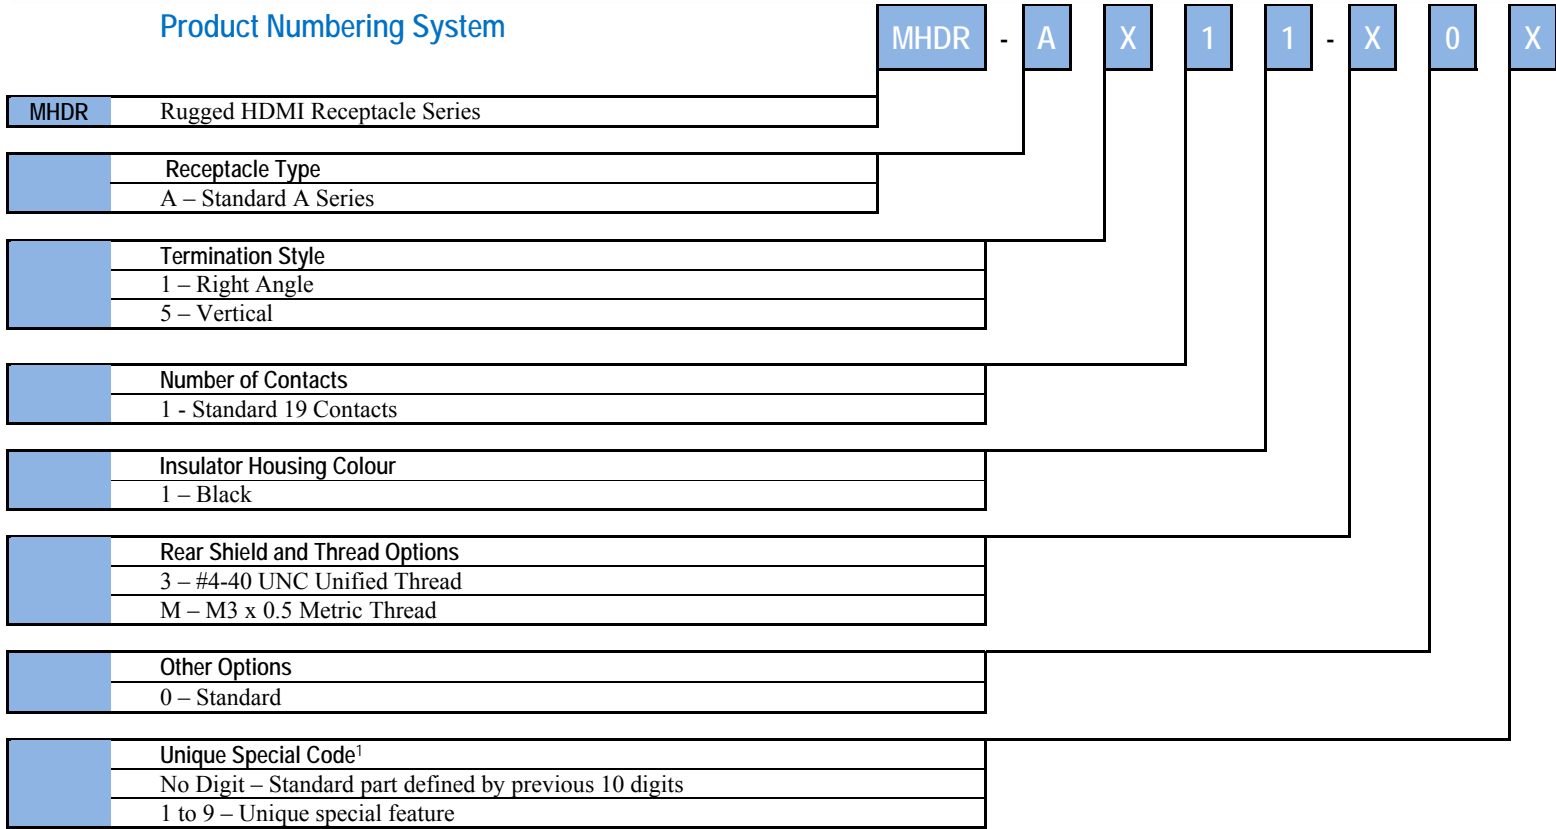 Product Numbering System
MHDR - A X 1 1 - X 0 X
MHDR Rugged HDMI Receptacle Series
Receptacle Type
A – Standard A Series
Termination Style
1 – Right Angle
5 – Vertical
Number of Contacts
1 - Standard 19 Contacts
Insulator Housing Colour
1 – Black
Rear Shield and Thread Options
3 – #4-40 UNC Unified Thread
M – M3 x 0.5 Metric Thread
Other Options
0 – Standard
Unique Special Code1
No Digit – Standard part defined by previous 10 digits
1 to 9 – Unique special feature